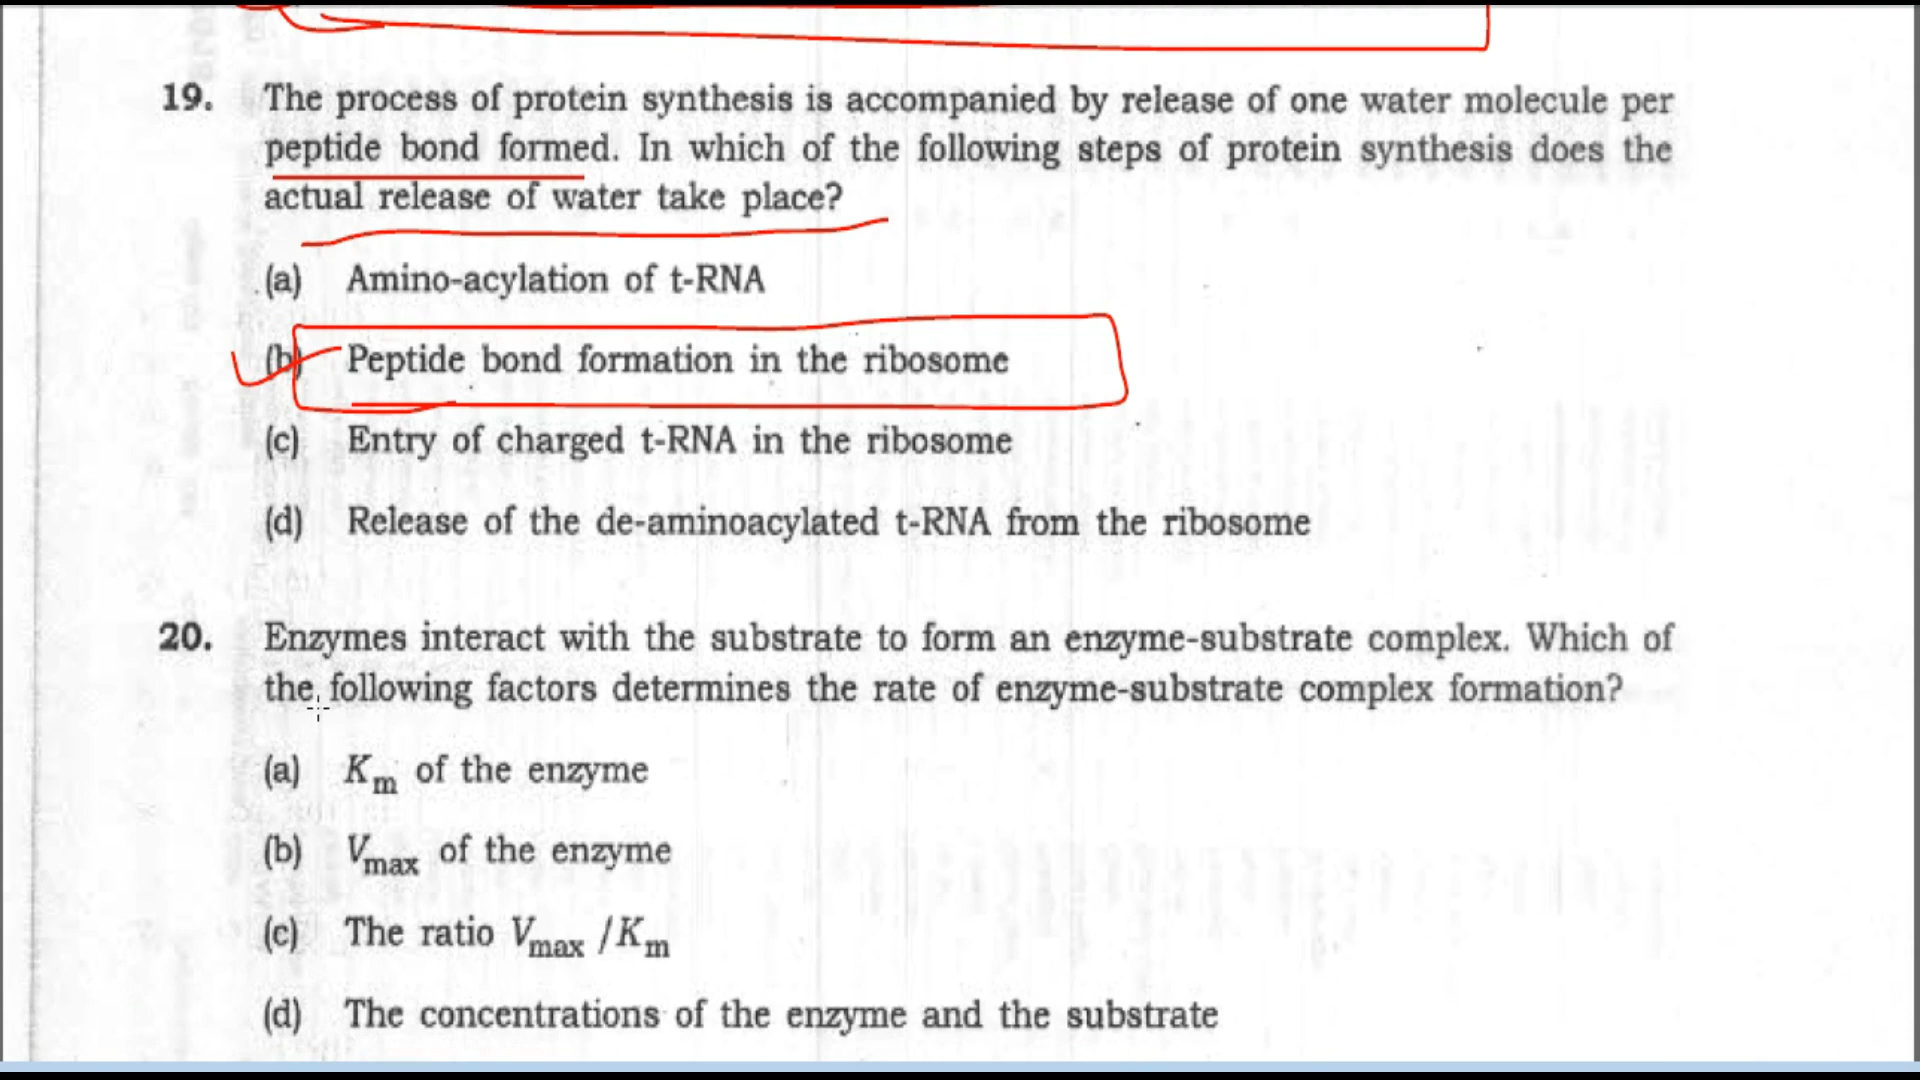 19. The process of protein synthesis is accompanied by release of one water molecule per
peptide bond formed. In which of the following steps of protein synthesis does the
actual release of water take place?
(a) Amino-acylation of t-RNA
(b) Peptide bond formation in the ribosome
(c) Entry of charged t-RNA in the ribosome
(d) Release of the de-aminoacylated t-RNA from the ribosome
20. Enzymes interact with the substrate to form an enzyme-substrate complex. Which of
the following factors determines the rate of enzyme-substrate complex formation?
(a) Km of the enzyme
(b) Vmax of the enzyme
(c) The ratio Vmax /Km
(d) The concentrations of the enzyme and the substrate